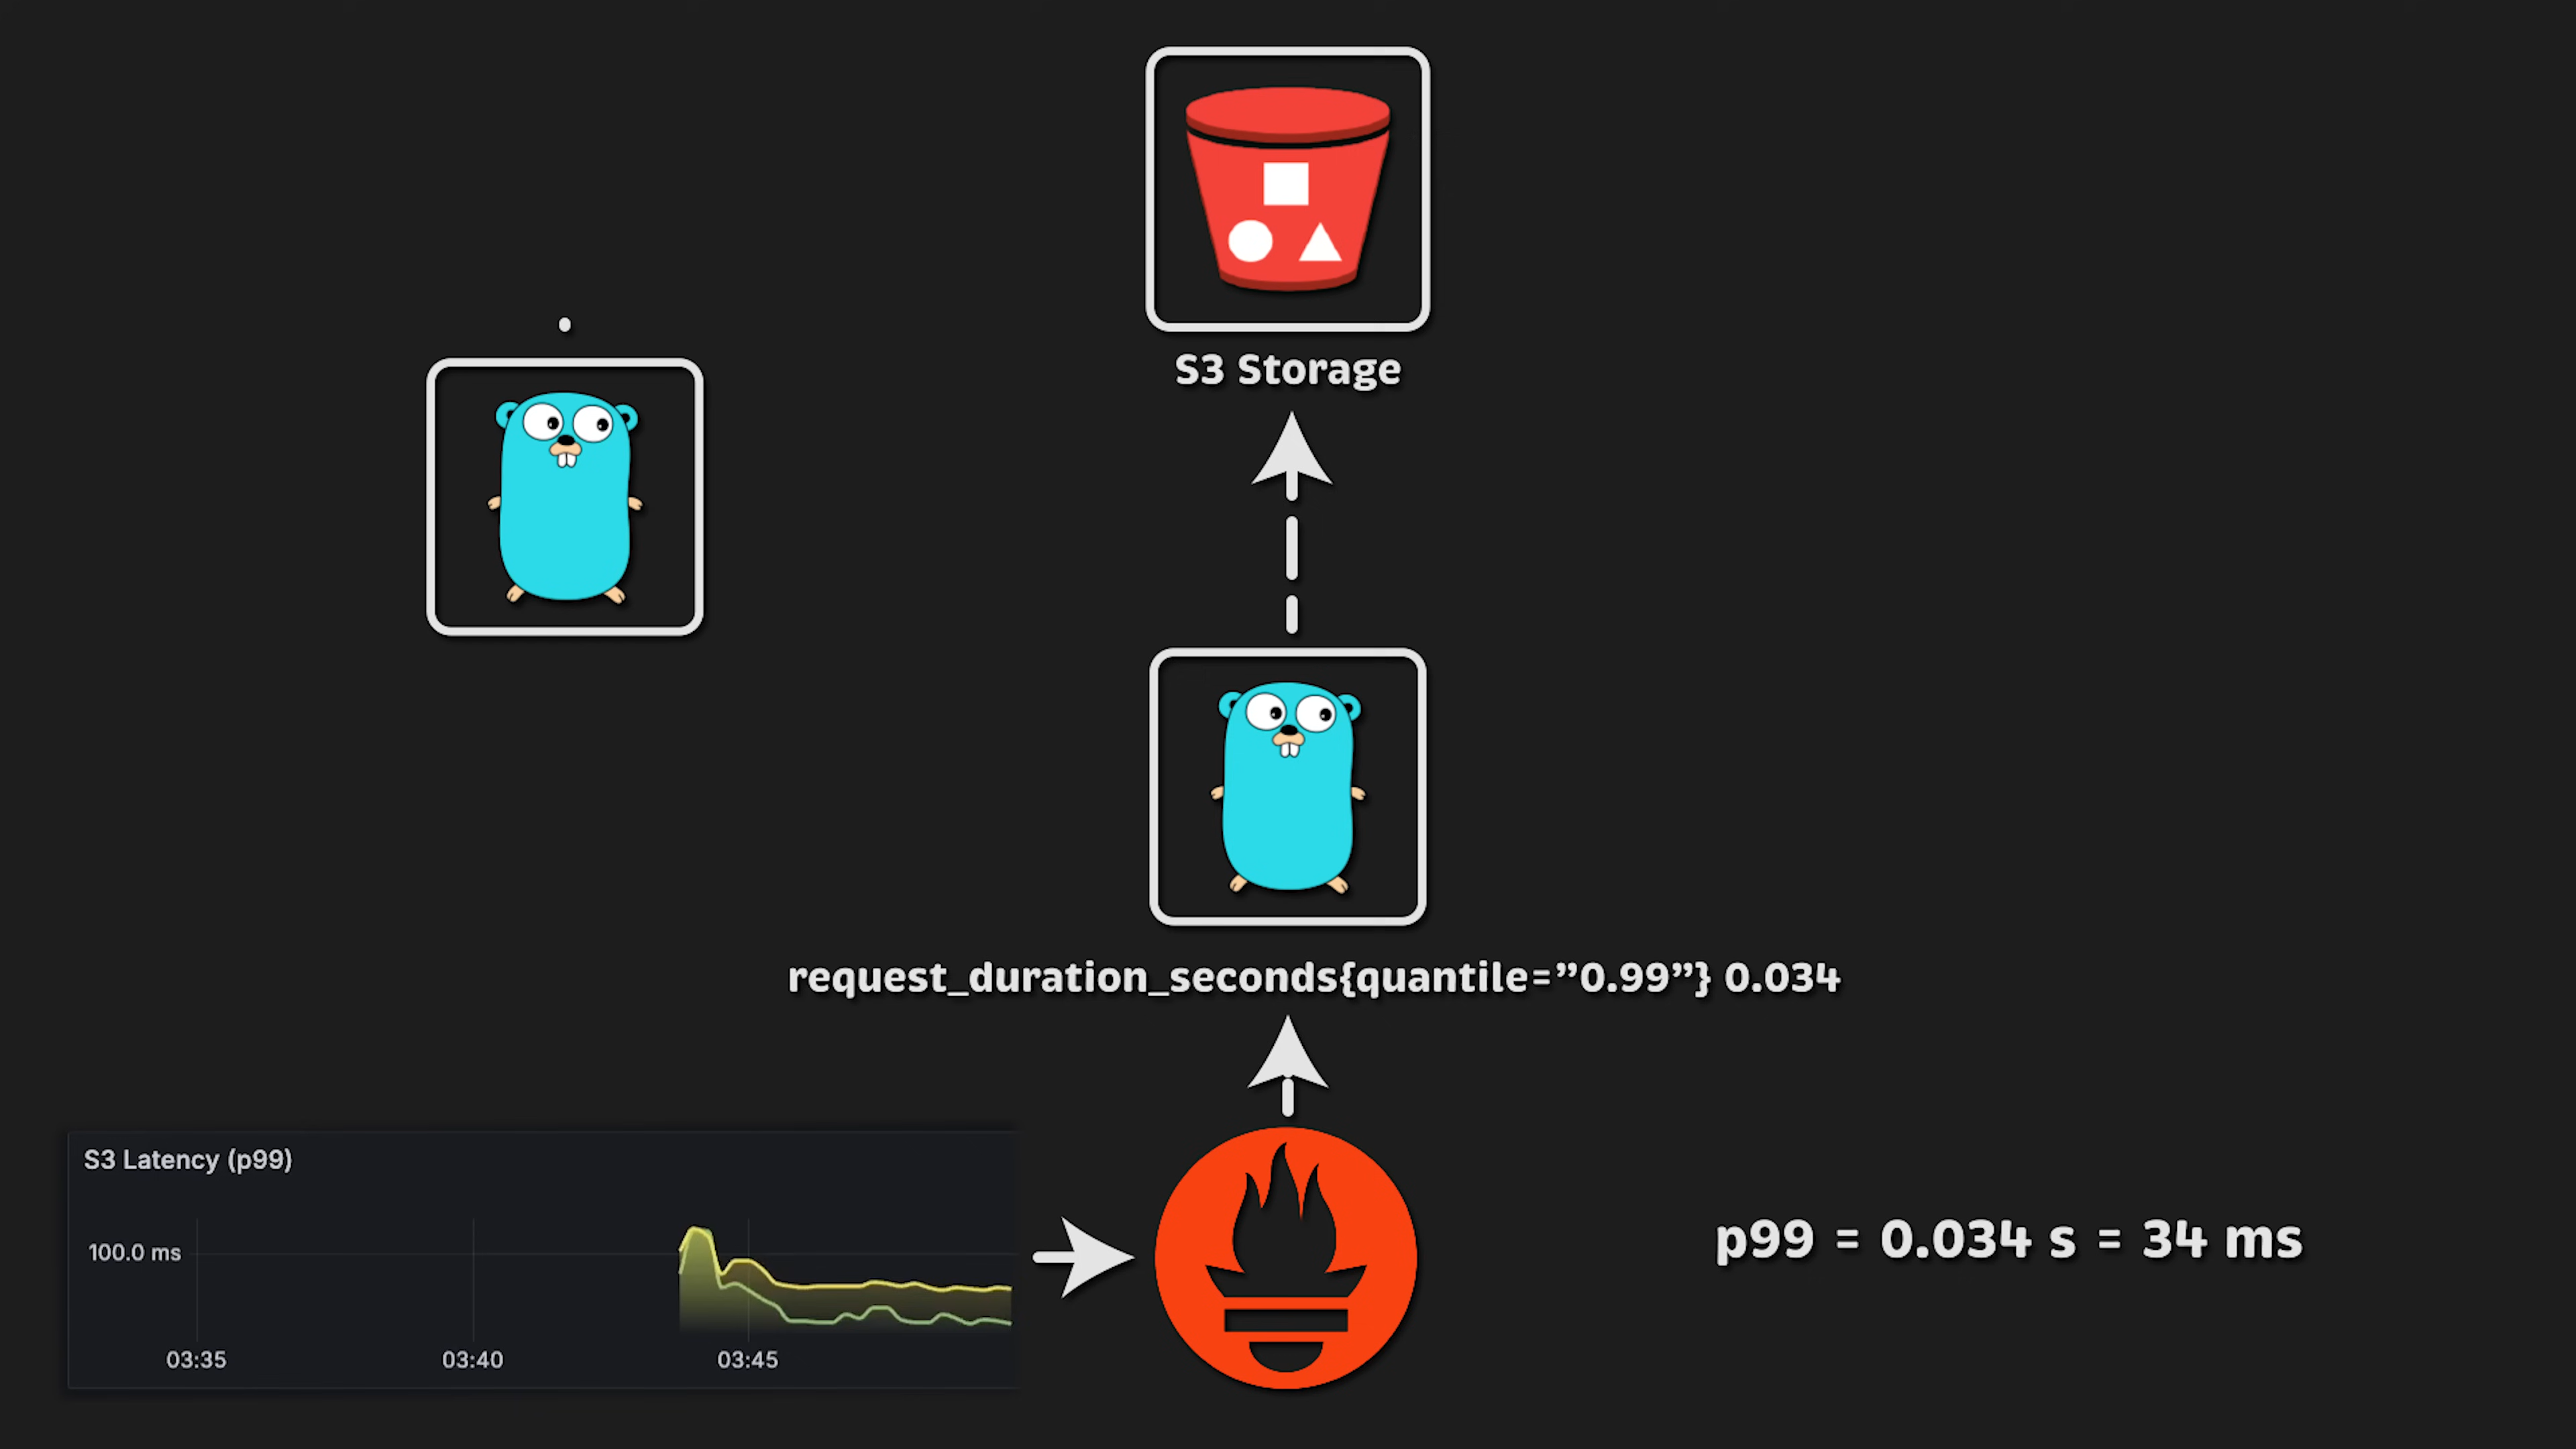 S3 Storage
request_duration_seconds{quantile=”0.99”} 0.034
S3 Latency (p99)
100.0 ms
03:35
03:40
03:45
p99 = 0.034 s = 34 ms